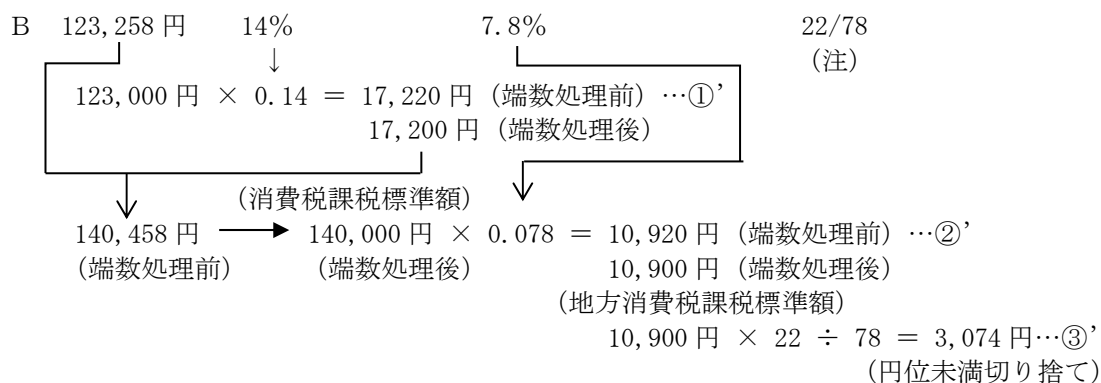 B 123,258 円 14% 7.8% 22/78
↓ (注)
123,000 円 × 0.14 = 17,220 円 (端数処理前) …①’
17,200 円 (端数処理後)
(消費税課税標準額)
140,458 円 → 140,000 円 × 0.078 = 10,920 円 (端数処理前) …②’
(端数処理前) (端数処理後) 10,900 円 (端数処理後)
(地方消費税課税標準額)
10,900 円 × 22 ÷ 78 = 3,074 円…③’
(円位未満切り捨て)